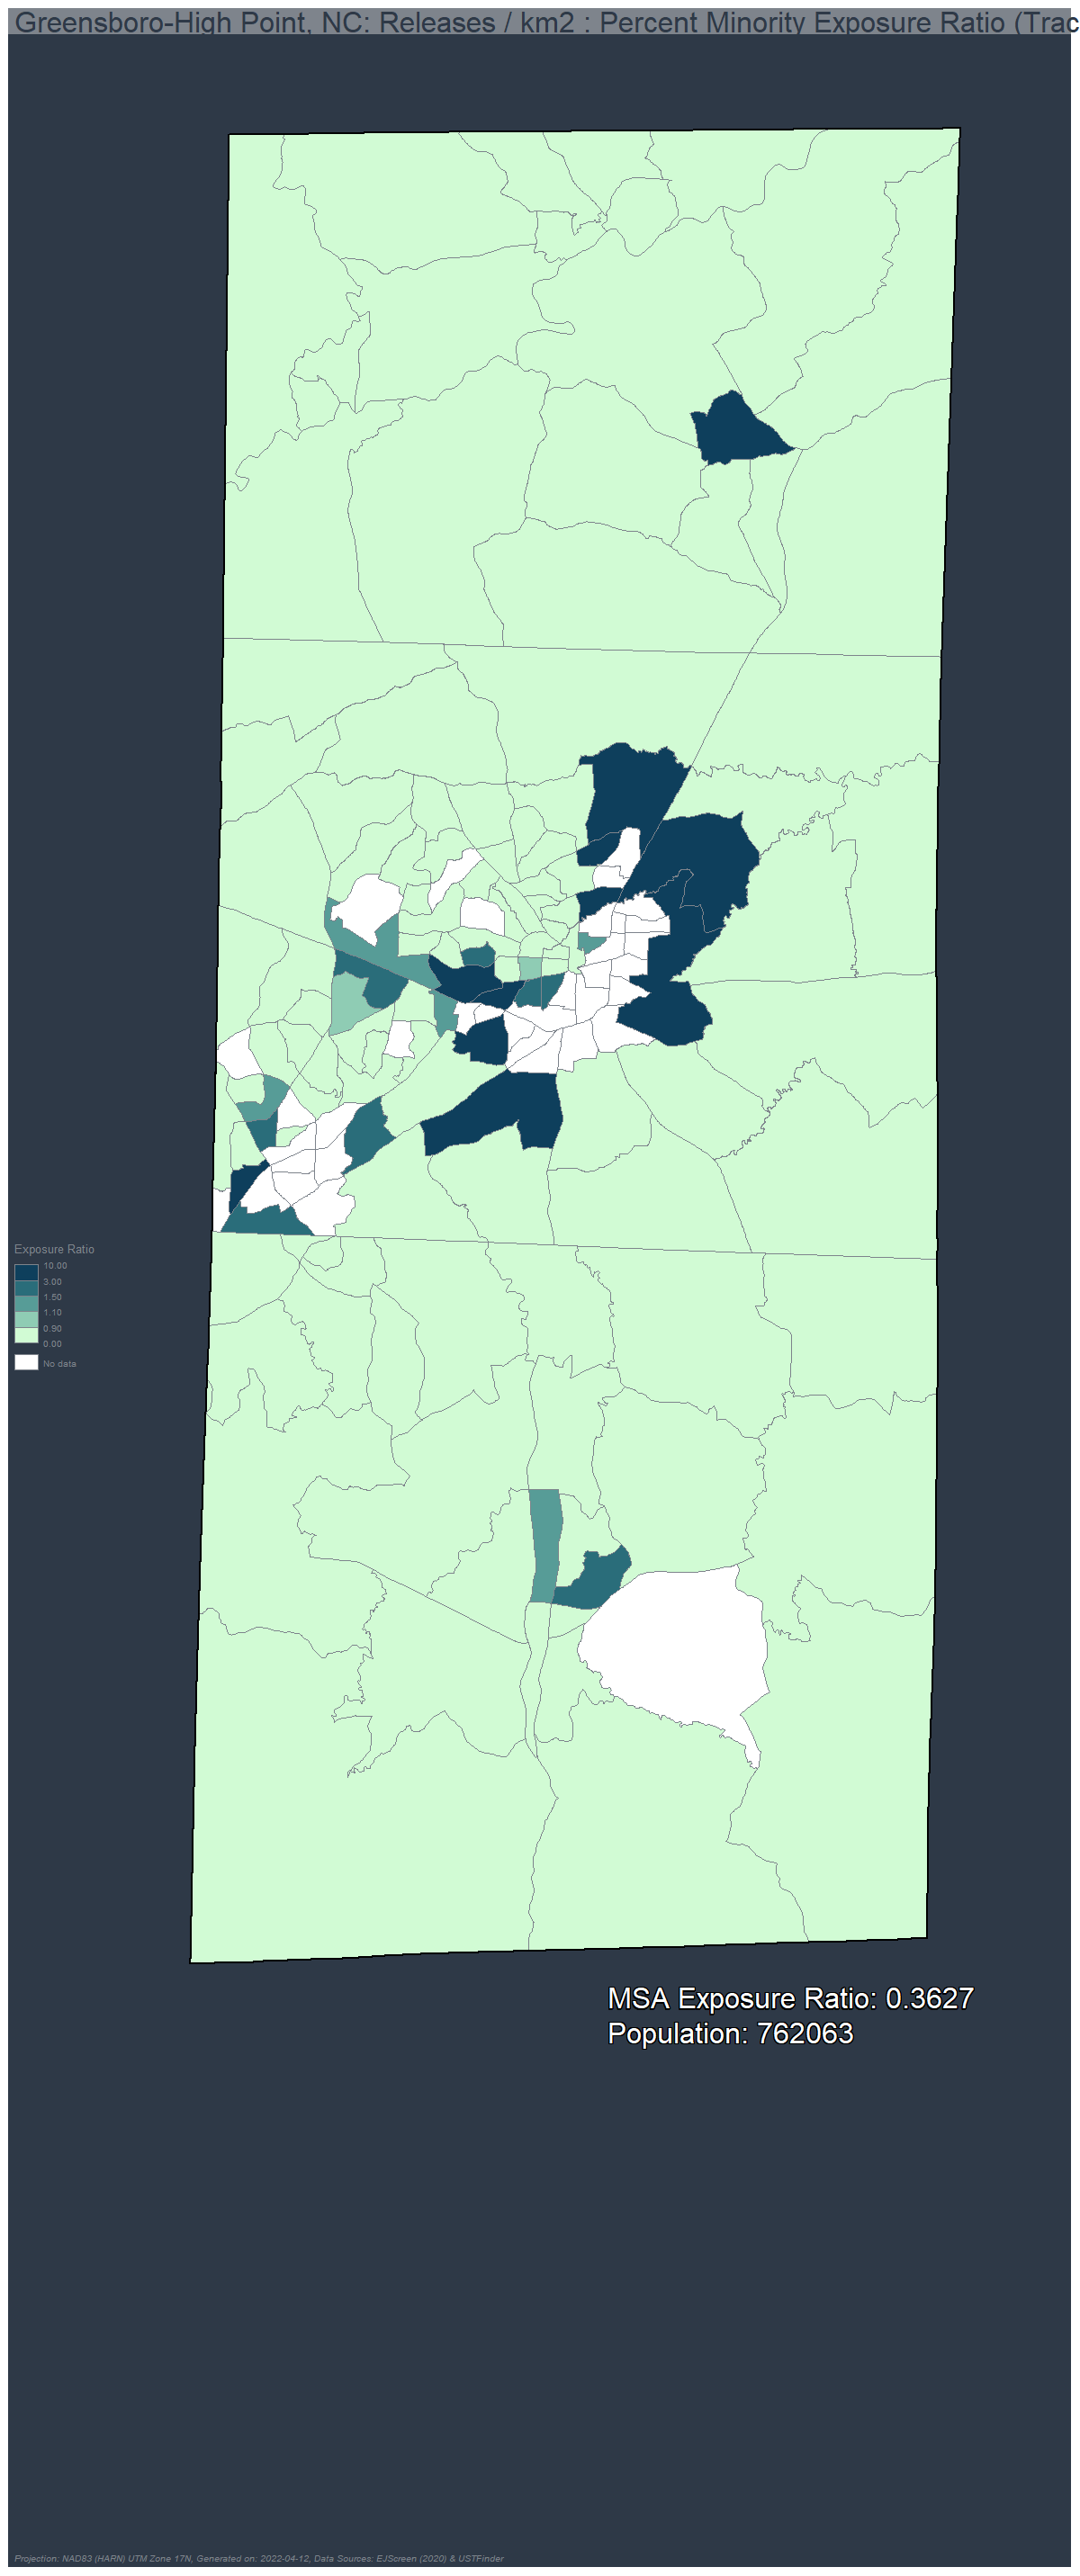 Greensboro-High Point, NC: Releases / km2 : Percent Minority Exposure Ratio (Trac
Exposure Ratio
10.00
3.00
1.50
1.10
0.90
0.00
No data
MSA Exposure Ratio: 0.3627
Population: 762063
Projection: NAD83 (HARN) UTM Zone 17N, Generated on: 2022-04-12, Data Sources: EJScreen (2020) & USTFinder